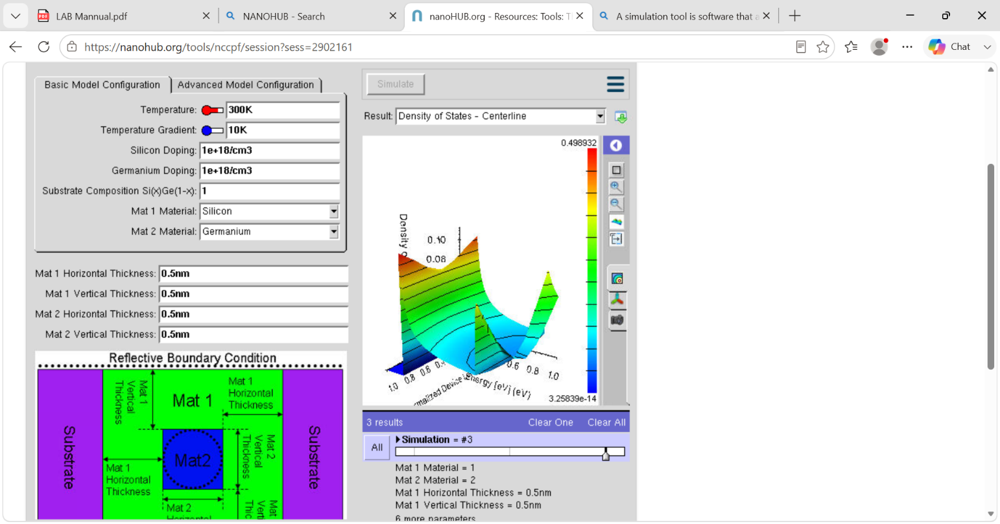 LAB Mannual.pdf
NANOHUB - Search
nanoHUB.org - Resources: Tools: T
A simulation tool is software that a
https://nanohub.org/tools/nccpf/session?sess=2902161
Chat
Basic Model Configuration
Advanced Model Configuration
Temperature: 300K
Temperature Gradient: 10K
Silicon Doping: 1e+18/cm3
Germanium Doping: 1e+18/cm3
Substrate Composition Si(x)Ge(1-x): 1
Mat 1 Material: Silicon
Mat 2 Material: Germanium
Mat 1 Horizontal Thickness: 0.5nm
Mat 1 Vertical Thickness: 0.5nm
Mat 2 Horizontal Thickness: 0.5nm
Mat 2 Vertical Thickness: 0.5nm
Reflective Boundary Condition
Substrate
Mat 1
Vertical
Thickness
Mat 1
Mat 1
Horizontal
Thickness
Mat2
Mat 1
Horizontal
Thickness
Mat 2
Vertical
Thickness
Mat 2
Horizontal
Mat 1
Substrate
Simulate
Result: Density of States - Centerline
0.498932
Density o
0.10
0.08
1.0 0.8 0.6 0.4
0.6 0.8 1.0
malized Device
Energy [eV] (eV)
3.25839e-14
3 results
Clear One
Clear All
All
Simulation = #3
Mat 1 Material = 1
Mat 2 Material = 2
Mat 1 Horizontal Thickness = 0.5nm
Mat 1 Vertical Thickness = 0.5nm
6 more parameters